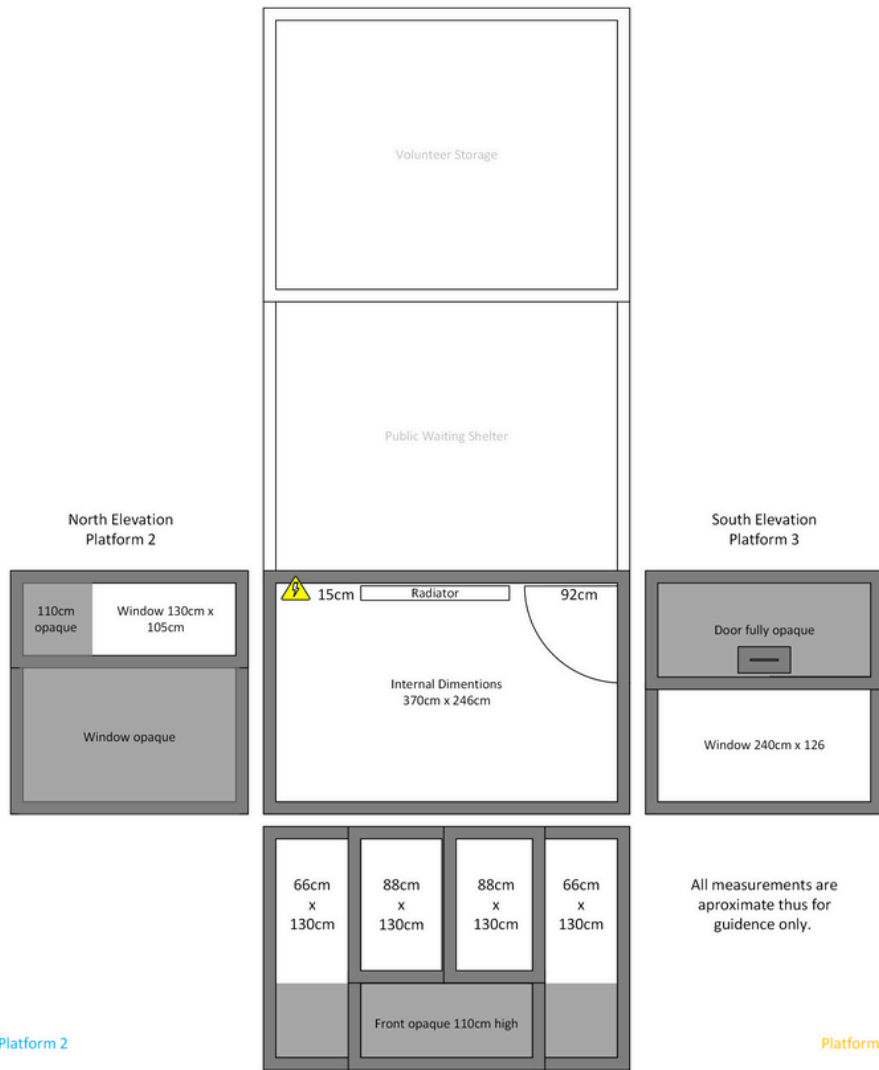 Volunteer Storage
Public Waiting Shelter
North Elevation
Platform 2
South Elevation
Platform 3
110cm
opaque
Window 130cm x
105cm
Window opaque
15cm
Radiator
92cm
Internal Dimentions
370cm x 246cm
Door fully opaque
Window 240cm x 126
66cm
x
130cm
88cm
x
130cm
88cm
x
130cm
66cm
x
130cm
Front opaque 110cm high
All measurements are
aproximate thus for
guidence only.
Platform 2
Platform